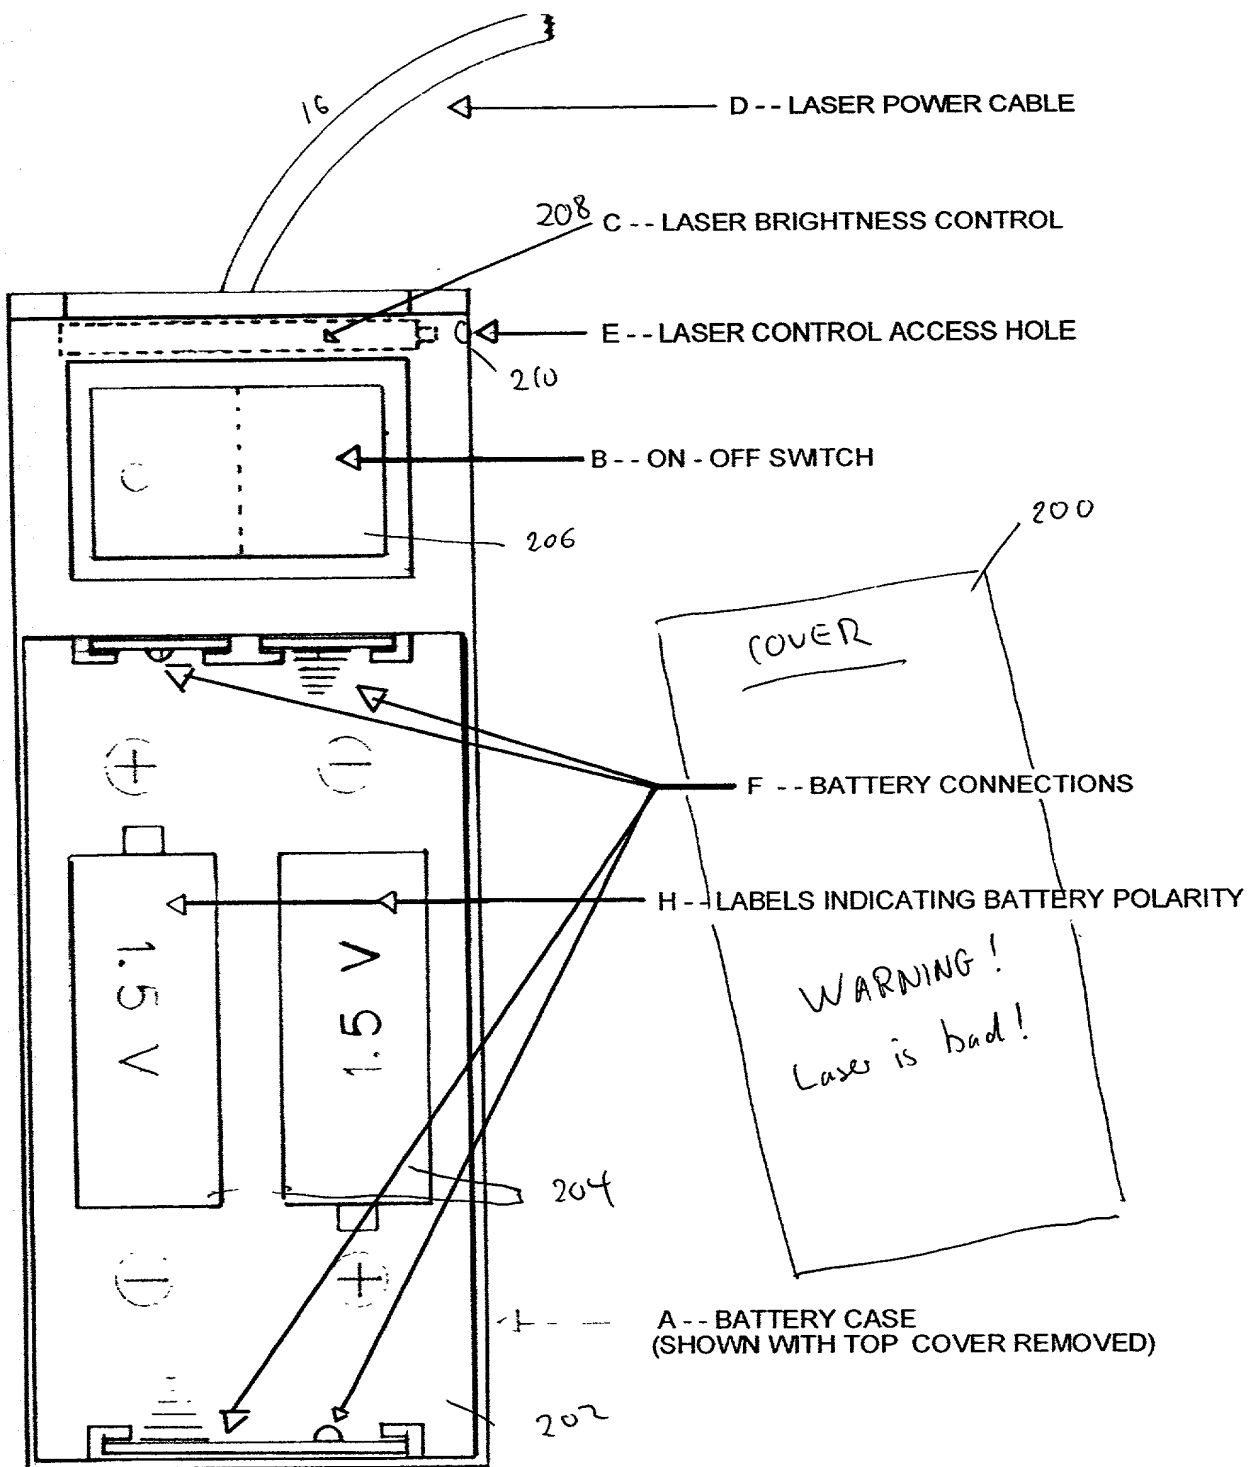 16
D - - LASER POWER CABLE
208 C - - LASER BRIGHTNESS CONTROL
E - - LASER CONTROL ACCESS HOLE
210
B - - ON - OFF SWITCH
206
200
COVER
+ −
F - - BATTERY CONNECTIONS
H - - LABELS INDICATING BATTERY POLARITY
1.5 V
1.5 V
WARNING!
Laser is bad!
204
− +
A - - BATTERY CASE
(SHOWN WITH TOP COVER REMOVED)
202